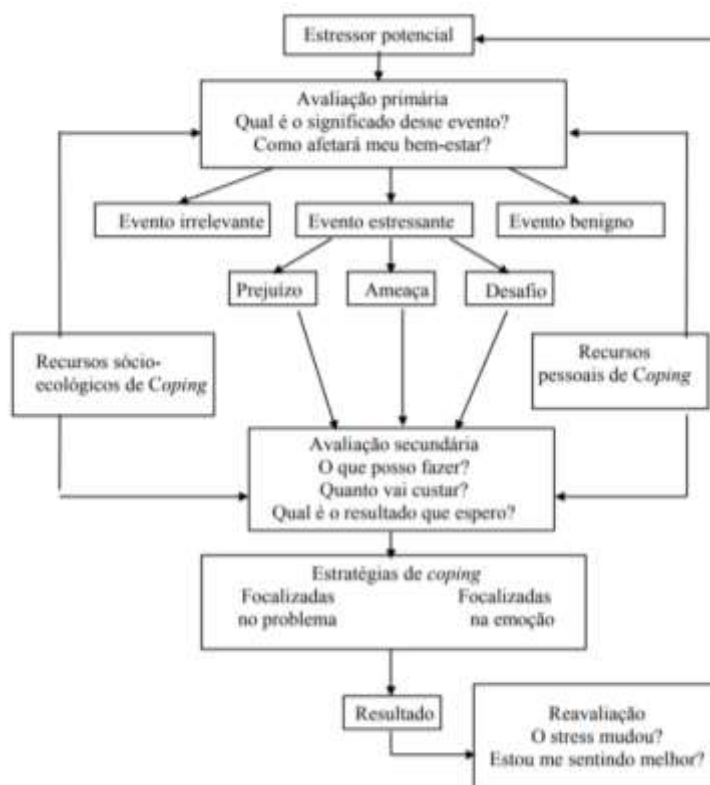 Estressor potencial
Avaliação primária
Qual é o significado desse evento?
Como afetará meu bem-estar?
Evento irrelevante
Evento estressante
Evento benigno
Prejuízo
Ameaça
Desafio
Recursos sócio-
ecológicos de Coping
Recursos
pessoais de Coping
Avaliação secundária
O que posso fazer?
Quanto vai custar?
Qual é o resultado que espero?
Estratégias de coping
Focalizadas
no problema
Focalizadas
na emoção
Resultado
Reavaliação
O stress mudou?
Estou me sentindo melhor?